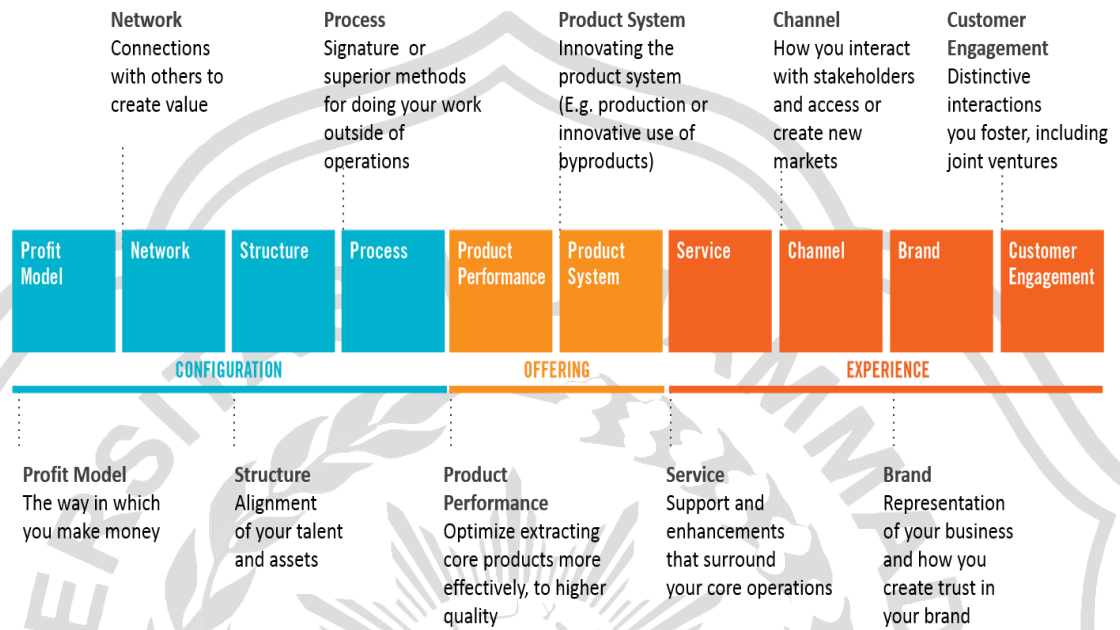 Network
Connections
with others to
create value
Process
Signature or
superior methods
for doing your work
outside of
operations
Product System
Innovating the
product system
(E.g. production or
innovative use of
byproducts)
Channel
How you interact
with stakeholders
and access or
create new
markets
Customer
Engagement
Distinctive
interactions
you foster, including
joint ventures
Profit
Model
Network
Structure
Process
Product
Performance
Product
System
Service
Channel
Brand
Customer
Engagement
CONFIGURATION
OFFERING
EXPERIENCE
Profit Model
The way in which
you make money
Structure
Alignment
of your talent
and assets
Product
Performance
Optimize extracting
core products more
effectively, to higher
quality
Service
Support and
enhancements
that surround
your core operations
Brand
Representation
of your business
and how you
create trust in
your brand